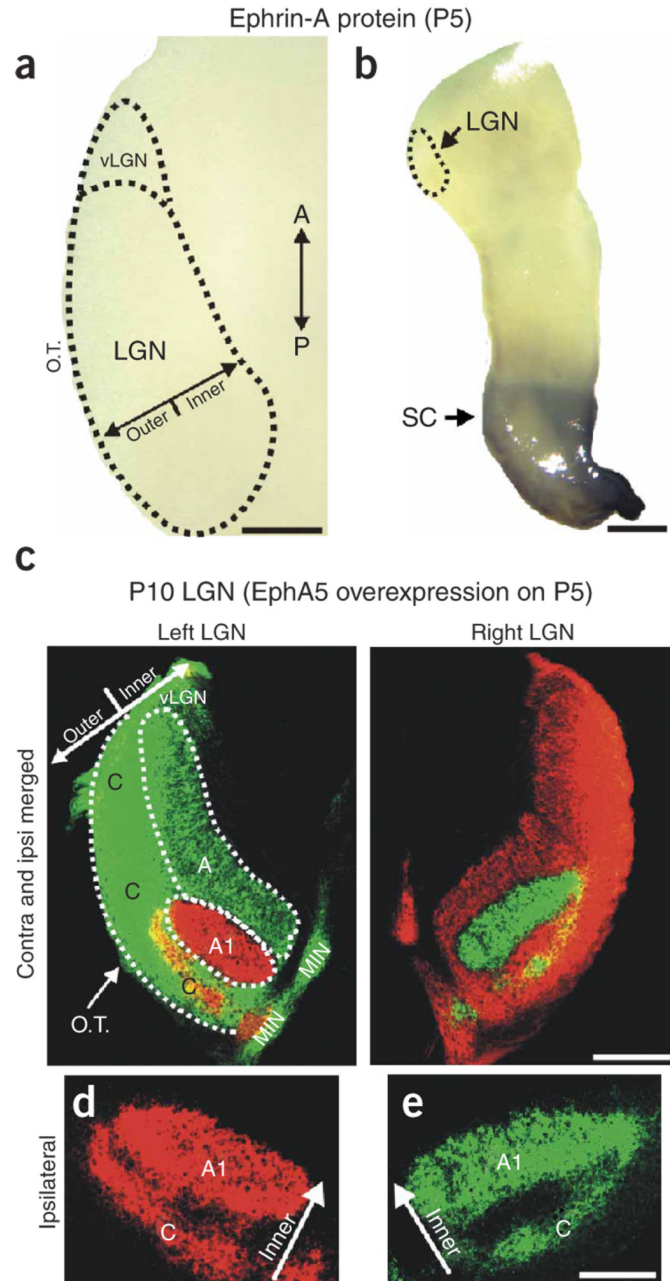 Ephrin-A protein (P5)
a
b
vLGN
LGN
A
P
LGN
O.T.
Outer
Inner
SC
c
P10 LGN (EphA5 overexpression on P5)
Left LGN
Right LGN
Contra and ipsi merged
Outer
Inner
vLGN
C
C
A
A1
C
O.T.
MIN
MIN
d
e
Ipsilateral
A1
C
Inner
A1
C
Inner